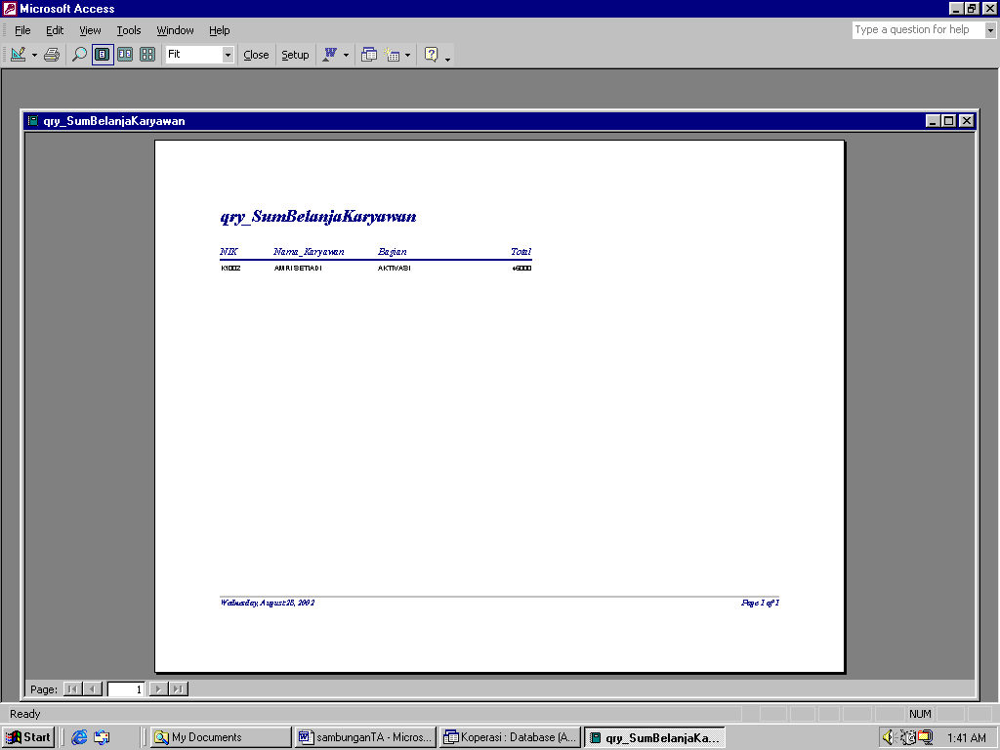 Microsoft Access
File Edit View Tools Window Help
Type a question for help
Fit Close Setup
qry_SumBelanjaKaryawan
qry_SumBelanjaKaryawan
NIK Nama_Karyawan Bagian Total
K1002 AMRI SETIADI AKTIVASI 46000
Wednesday, August 28, 2002 Page 1 of 1
Page: 1
Ready NUM
Start My Documents sambunganTA - Micros... Koperasi : Database (A... qry_SumBelanjaKa... 1:41 AM